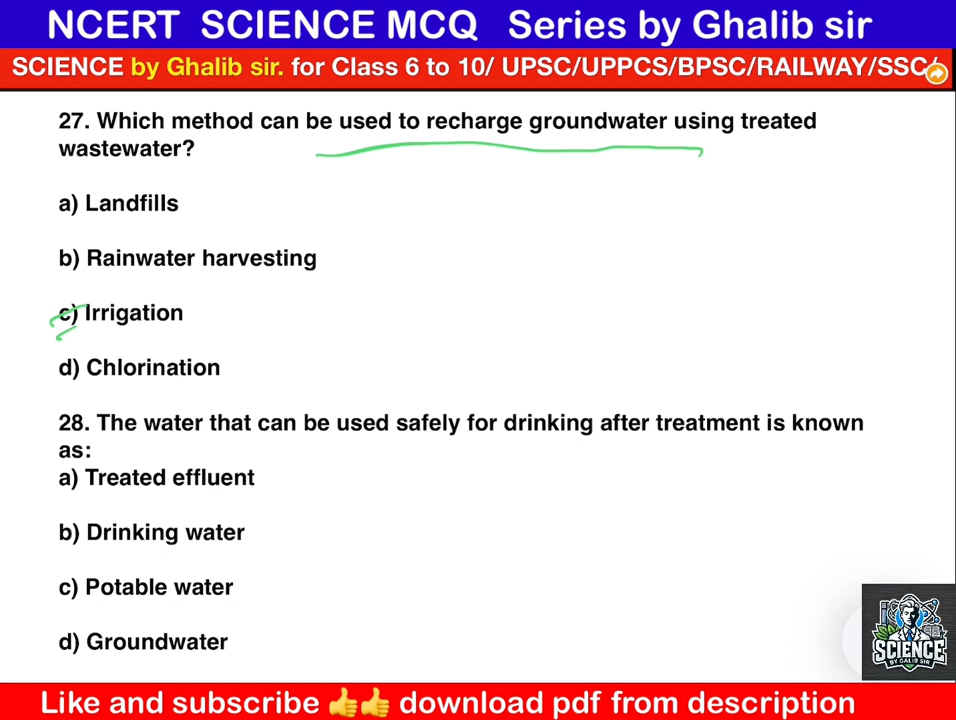 NCERT SCIENCE MCQ Series by Ghalib sir
SCIENCE by Ghalib sir. for Class 6 to 10/ UPSC/UPPCS/BPSC/RAILWAY/SSC/
27. Which method can be used to recharge groundwater using treated
wastewater?
a) Landfills
b) Rainwater harvesting
c) Irrigation
d) Chlorination
28. The water that can be used safely for drinking after treatment is known
as:
a) Treated effluent
b) Drinking water
c) Potable water
d) Groundwater
SCIENCE
BY GALIB SIR
Like and subscribe 👍👍 download pdf from description